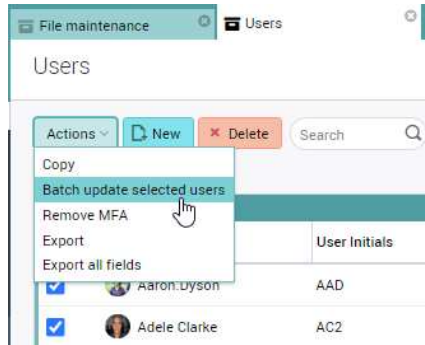 File maintenance
Users
Users
Actions
New
Delete
Search
Copy
Batch update selected users
Remove MFA
Export
Export all fields
User Initials
Aaron.Dyson
AAD
Adele Clarke
AC2